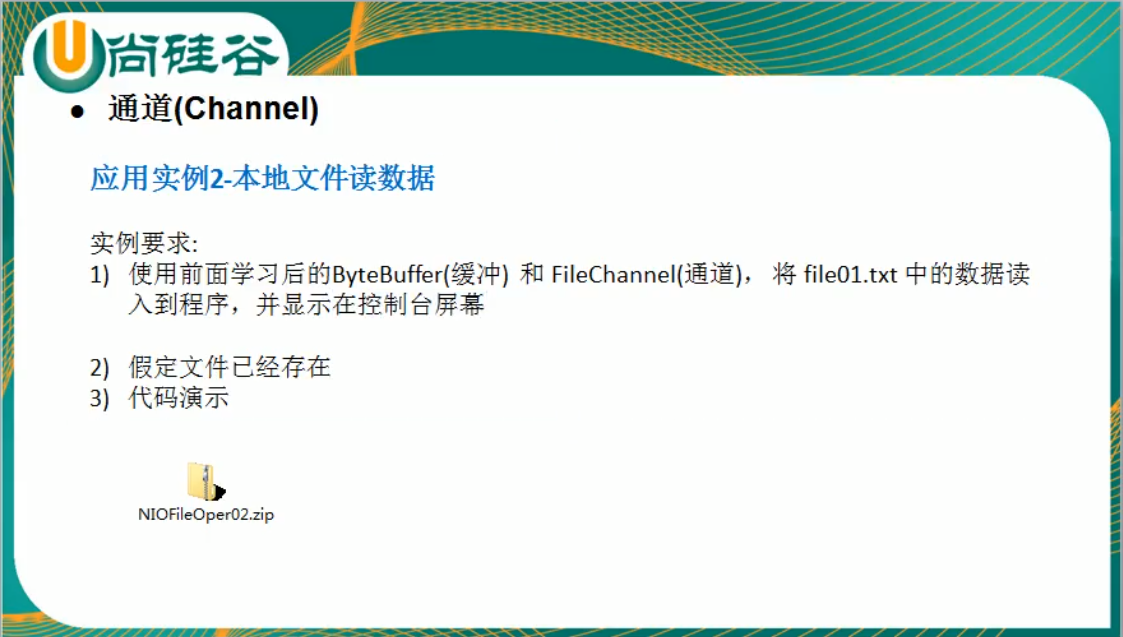 尚硅谷
● 通道(Channel)
应用实例2-本地文件读数据
实例要求:
1) 使用前面学习后的ByteBuffer(缓冲) 和 FileChannel(通道)， 将 file01.txt 中的数据读
入到程序，并显示在控制台屏幕
2) 假定文件已经存在
3) 代码演示
NIOFileOper02.zip